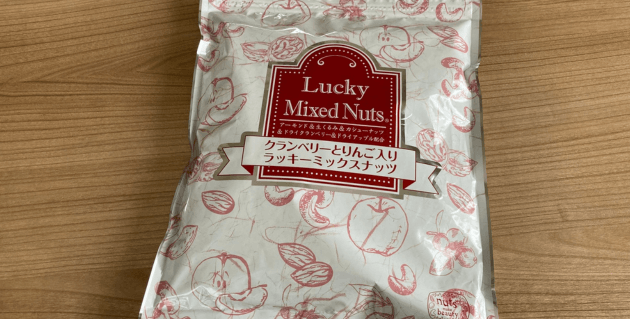 Lucky
Mixed Nuts®
アーモンド&生くるみ&カシューナッツ
&ドライクランベリー&ドライアップル配合
クランベリーとりんご入り
ラッキーミックスナッツ
nuts
beauty